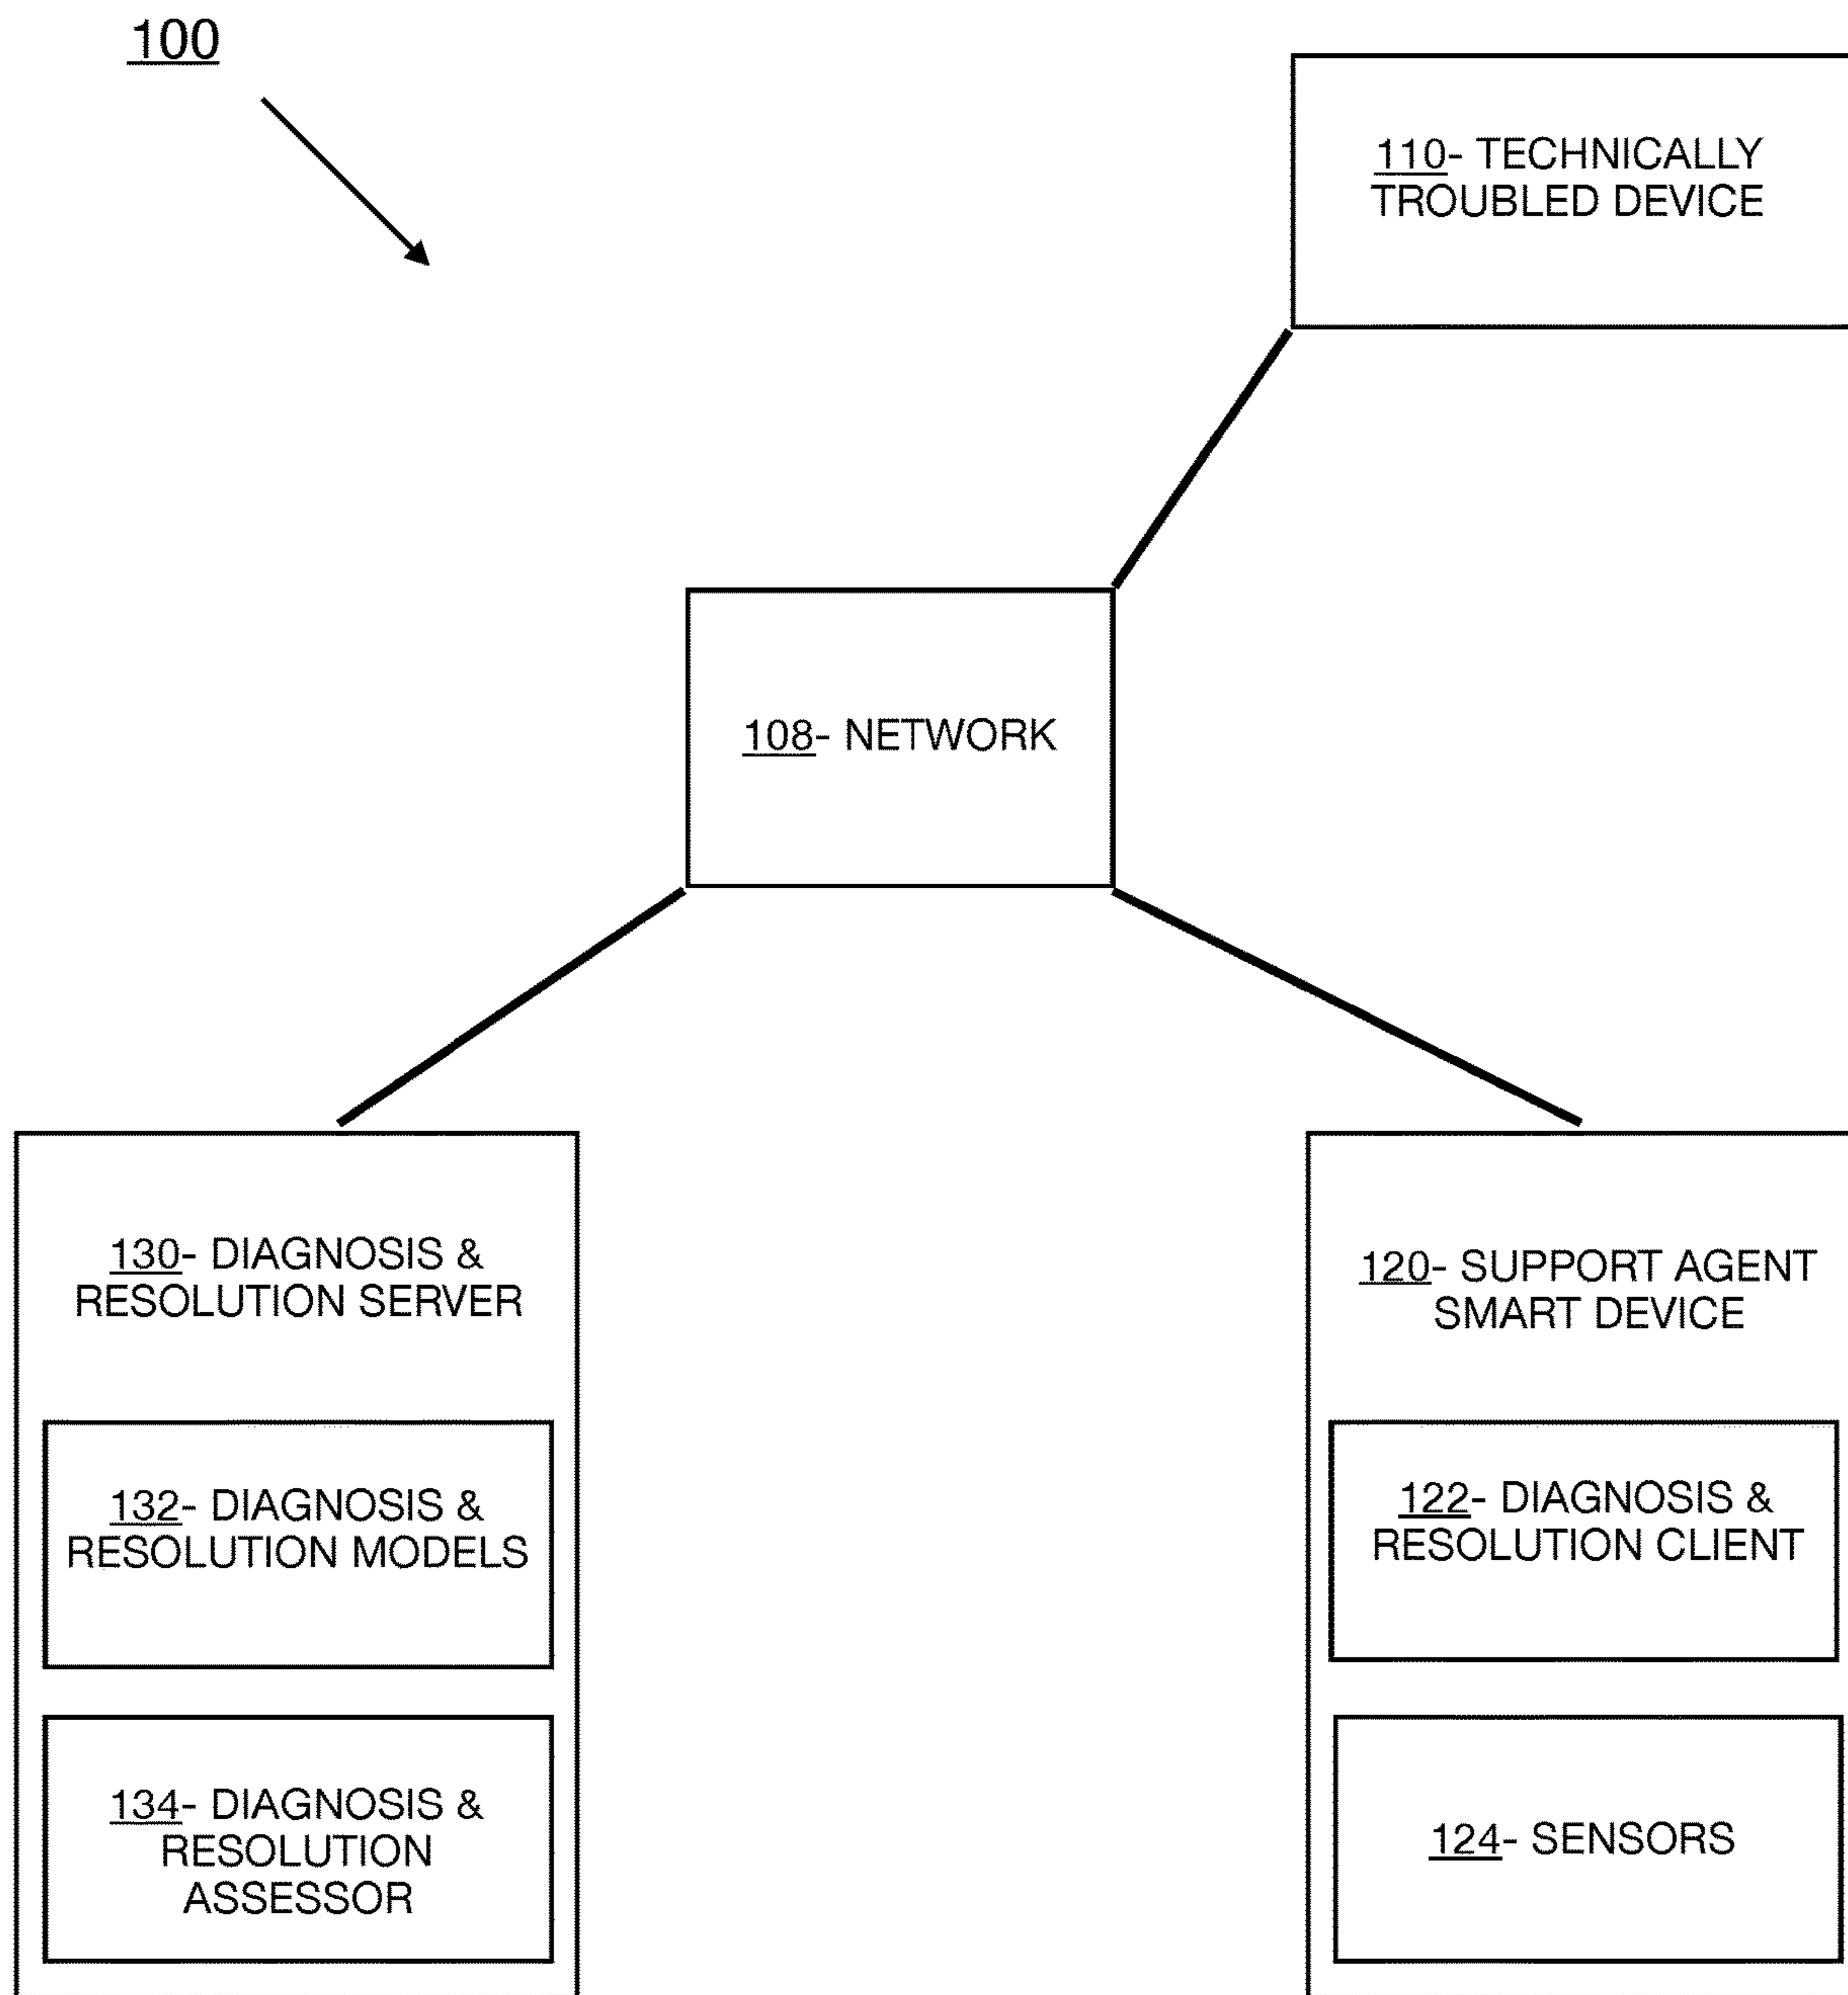 100
110- TECHNICALLY
TROUBLED DEVICE
108- NETWORK
130- DIAGNOSIS &
RESOLUTION SERVER
132- DIAGNOSIS &
RESOLUTION MODELS
134- DIAGNOSIS &
RESOLUTION
ASSESSOR
120- SUPPORT AGENT
SMART DEVICE
122- DIAGNOSIS &
RESOLUTION CLIENT
124- SENSORS